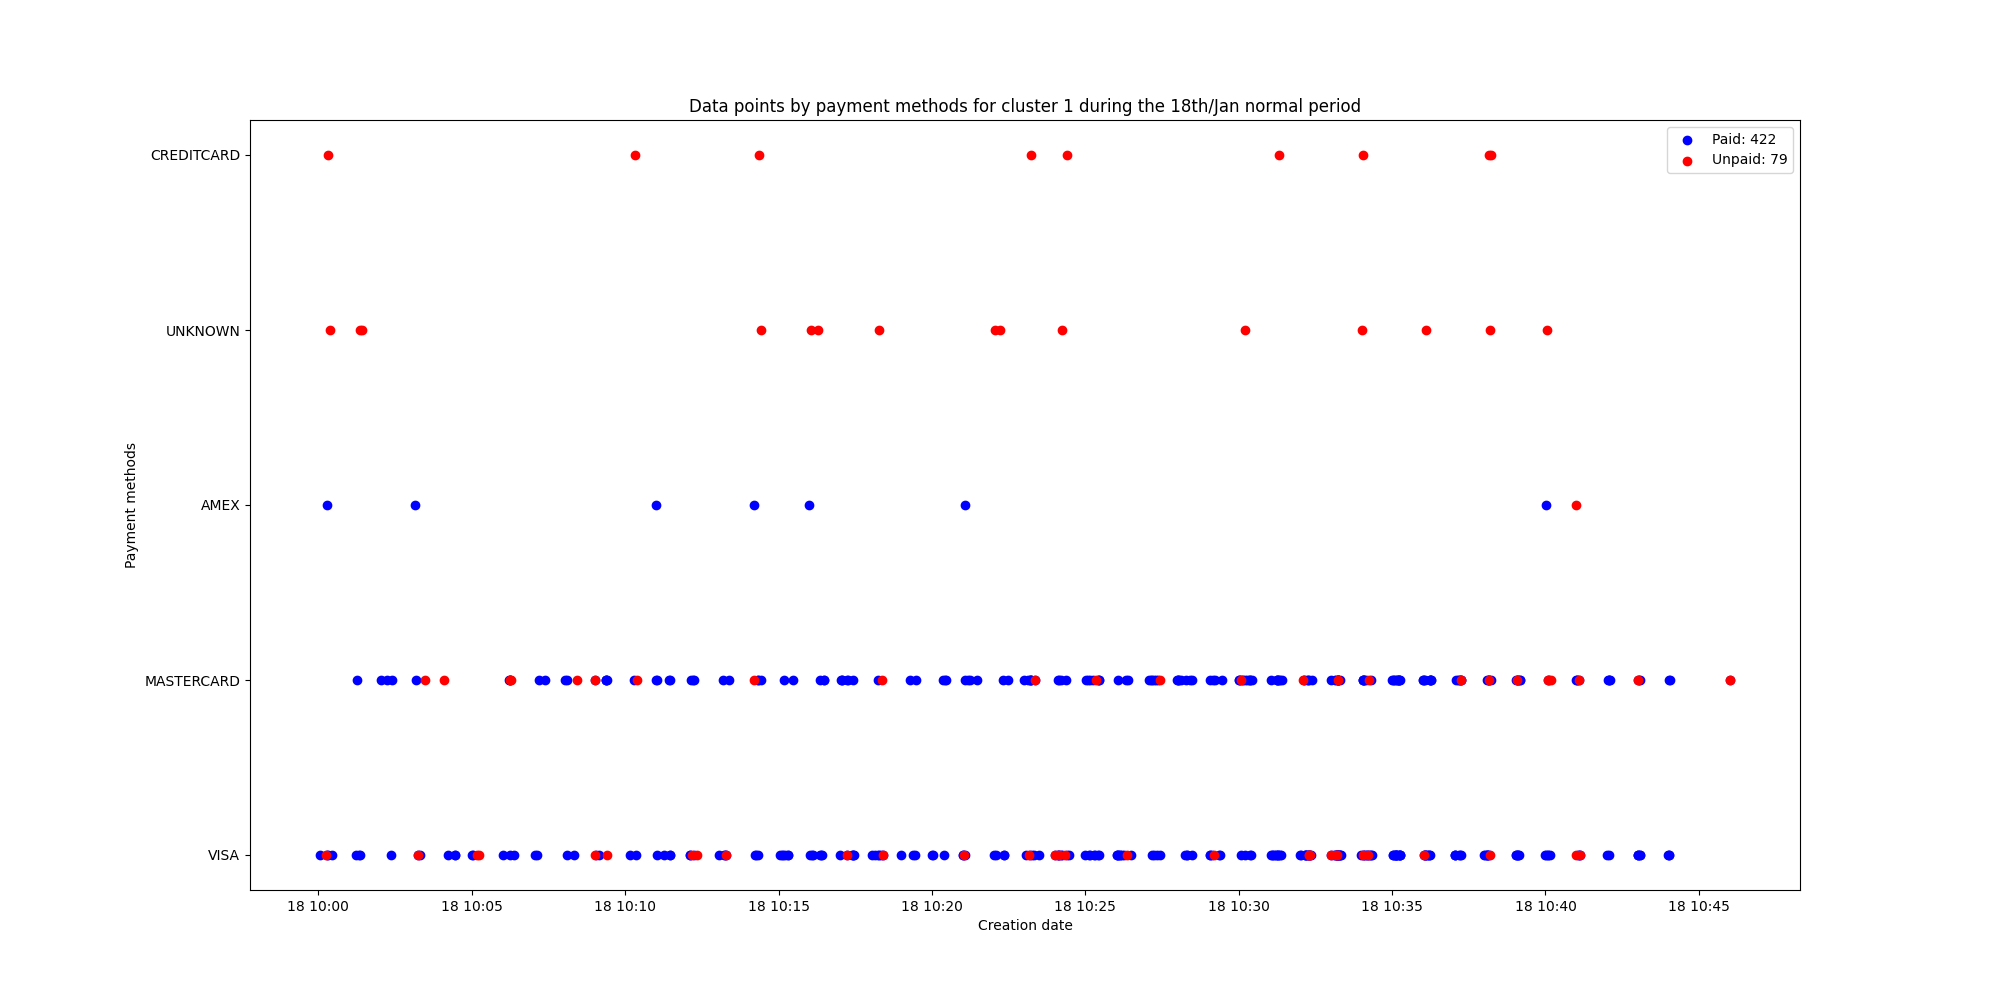 Data points by payment methods for cluster 1 during the 18th/Jan normal period
Paid: 422
Unpaid: 79
Payment methods
CREDITCARD
UNKNOWN
AMEX
MASTERCARD
VISA
18 10:00 18 10:05 18 10:10 18 10:15 18 10:20 18 10:25 18 10:30 18 10:35 18 10:40 18 10:45
Creation date